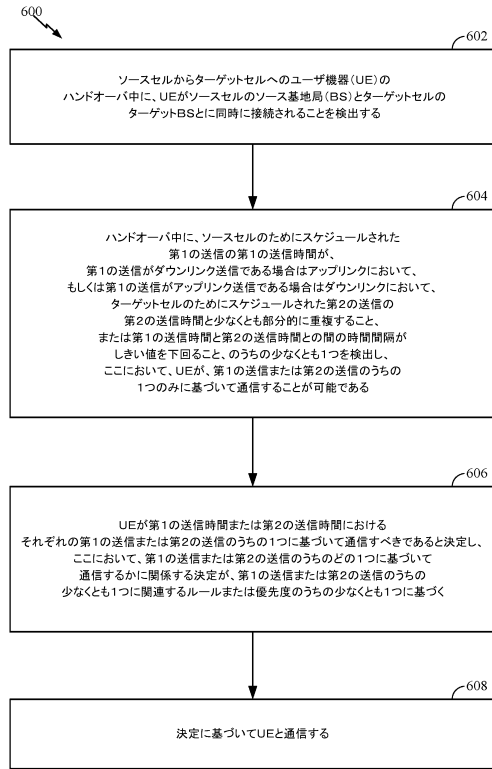 600
602
ソースセルからターゲットセルへのユーザ機器(UE)の
ハンドオーバ中に、UEがソースセルのソース基地局(BS)とターゲットセルの
ターゲットBSとに同時に接続されることを検出する
604
ハンドオーバ中に、ソースセルのためにスケジュールされた
第1の送信の第1の送信時間が、
第1の送信がダウンリンク送信である場合はアップリンクにおいて、
もしくは第1の送信がアップリンク送信である場合はダウンリンクにおいて、
ターゲットセルのためにスケジュールされた第2の送信の
第2の送信時間と少なくとも部分的に重複すること、
または第1の送信時間と第2の送信時間との間の時間間隔が
しきい値を下回ること、のうちの少なくとも1つを検出し、
ここにおいて、UEが、第1の送信または第2の送信のうちの
1つのみに基づいて通信することが可能である
606
UEが第1の送信時間または第2の送信時間における
それぞれの第1の送信または第2の送信のうちの1つに基づいて通信すべきであると決定し、
ここにおいて、第1の送信または第2の送信のうちのどの1つに基づいて
通信するかに関係する決定が、第1の送信または第2の送信のうちの
少なくとも1つに関連するルールまたは優先度のうちの少なくとも1つに基づく
608
決定に基づいてUEと通信する